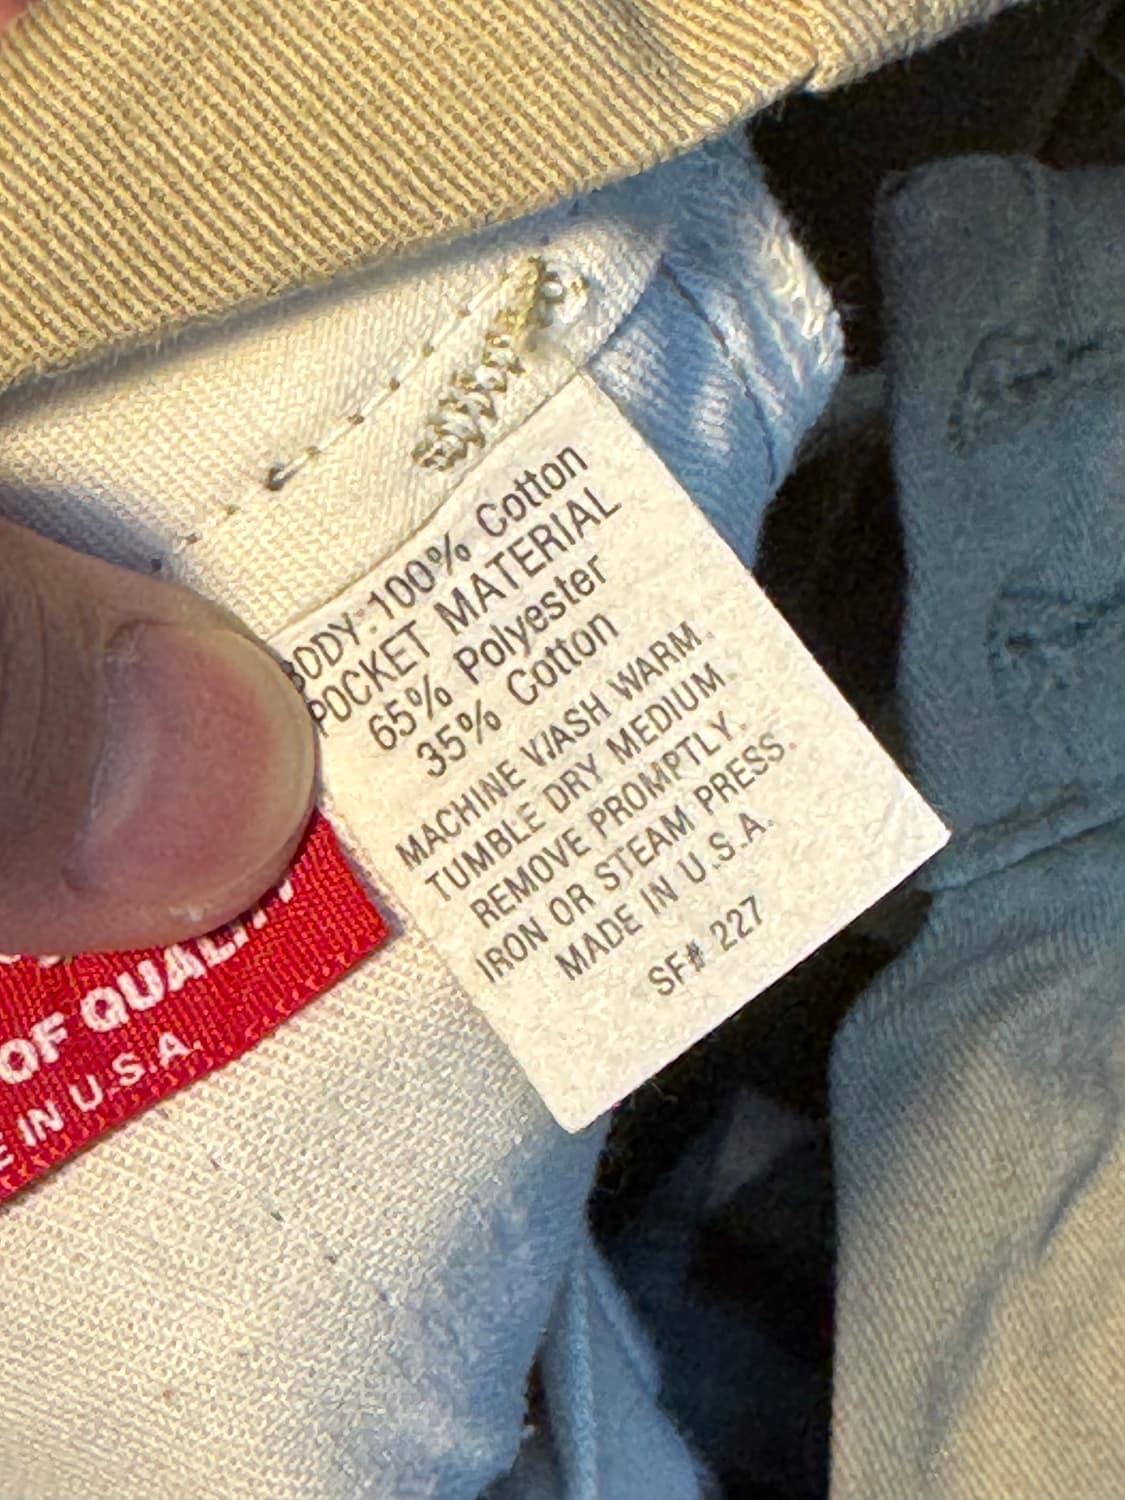 BODY: 100% Cotton
POCKET MATERIAL
65% Polyester
35% Cotton
MACHINE WASH WARM.
TUMBLE DRY MEDIUM.
REMOVE PROMPTLY.
IRON OR STEAM PRESS.
MADE IN U.S.A.
SF# 227
OF QUALITY
IN U.S.A.